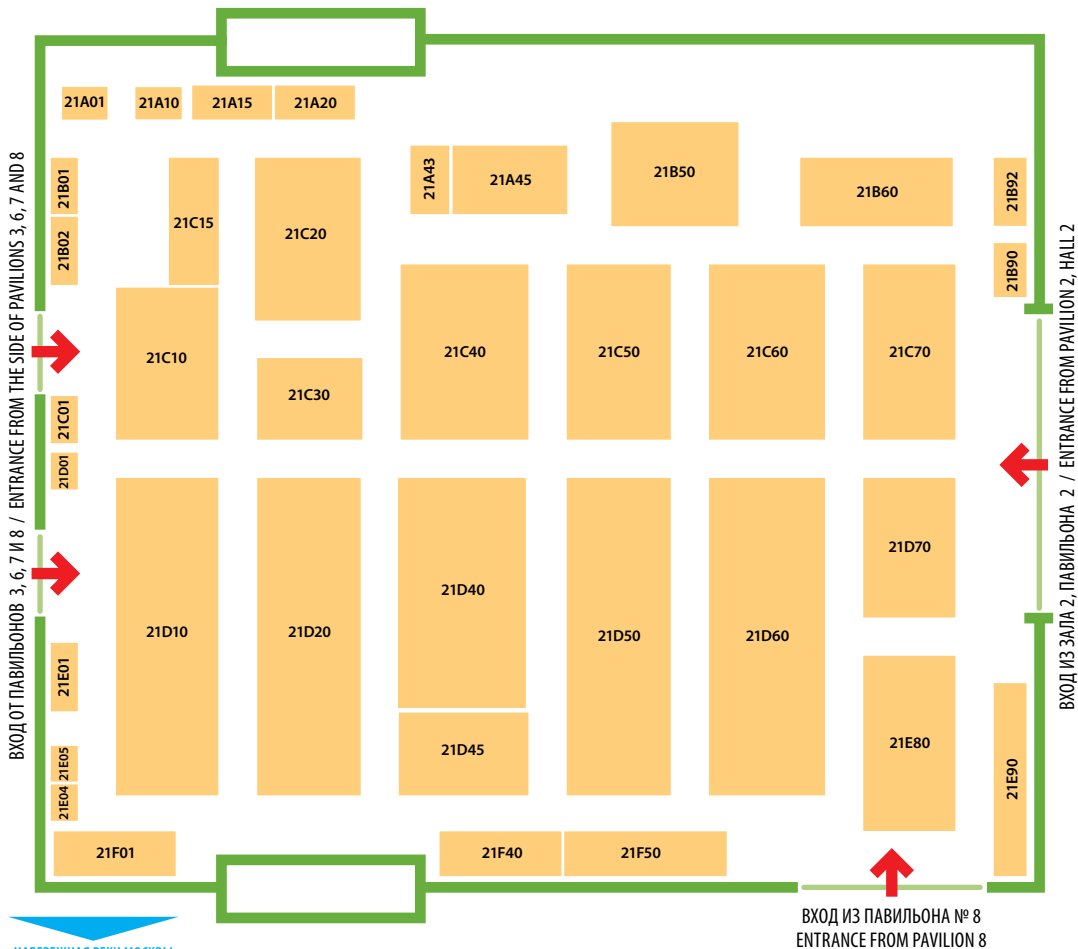 21A01
21A10
21A15
21A20
21B01
21B02
21C15
21C20
21A43
21A45
21B50
21B60
21B92
21B90
21C10
21C30
21C40
21C50
21C60
21C70
21C01
21D01
21D10
21D20
21D40
21D45
21D50
21D60
21D70
21E01
21E05
21E04
21E80
21E90
21F01
21F40
21F50
ВХОД ОТ ПАВИЛЬОНОВ 3, 6, 7 И 8 / ENTRANCE FROM THE SIDE OF PAVILIONS 3, 6, 7 AND 8
ВХОД ИЗ ЗАЛА 2, ПАВИЛЬОНА 2 / ENTRANCE FROM PAVILION 2, HALL 2
ВХОД ИЗ ПАВИЛЬОНА № 8
ENTRANCE FROM PAVILION 8